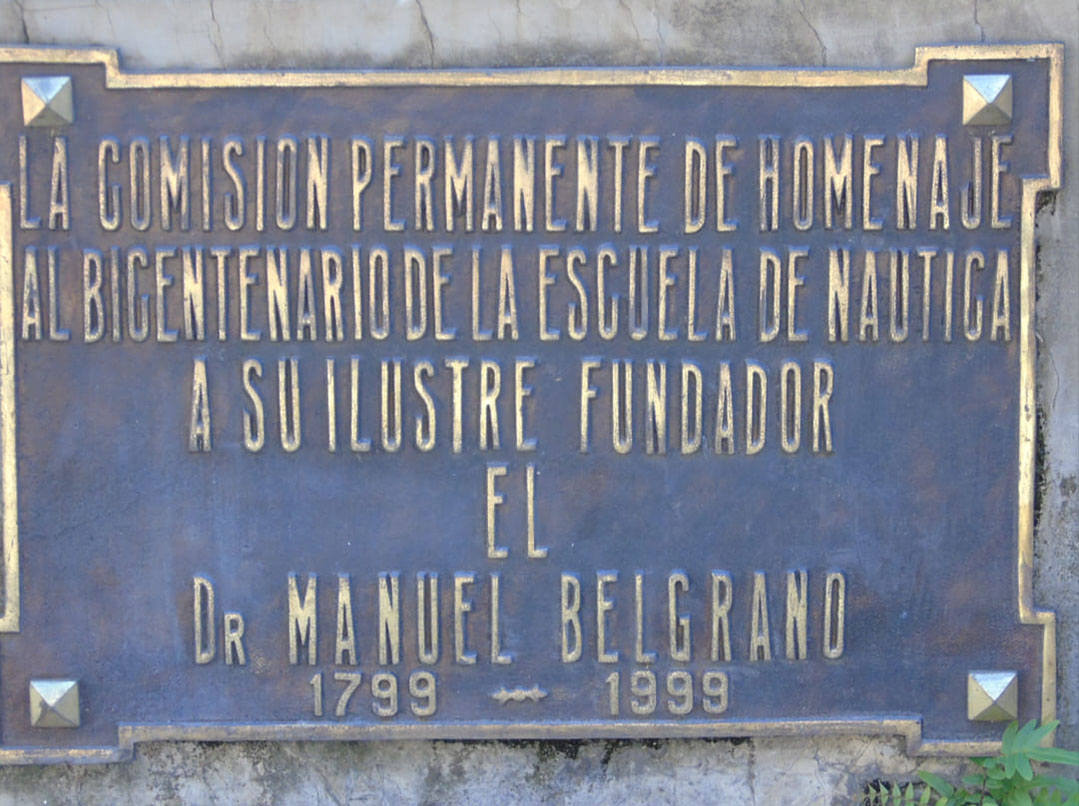 LA COMISION PERMANENTE DE HOMENAJE
AL BICENTENARIO DE LA ESCUELA DE NAUTICA
A SU ILUSTRE FUNDADOR
EL
DR MANUEL BELGRANO
1799 ~ 1999